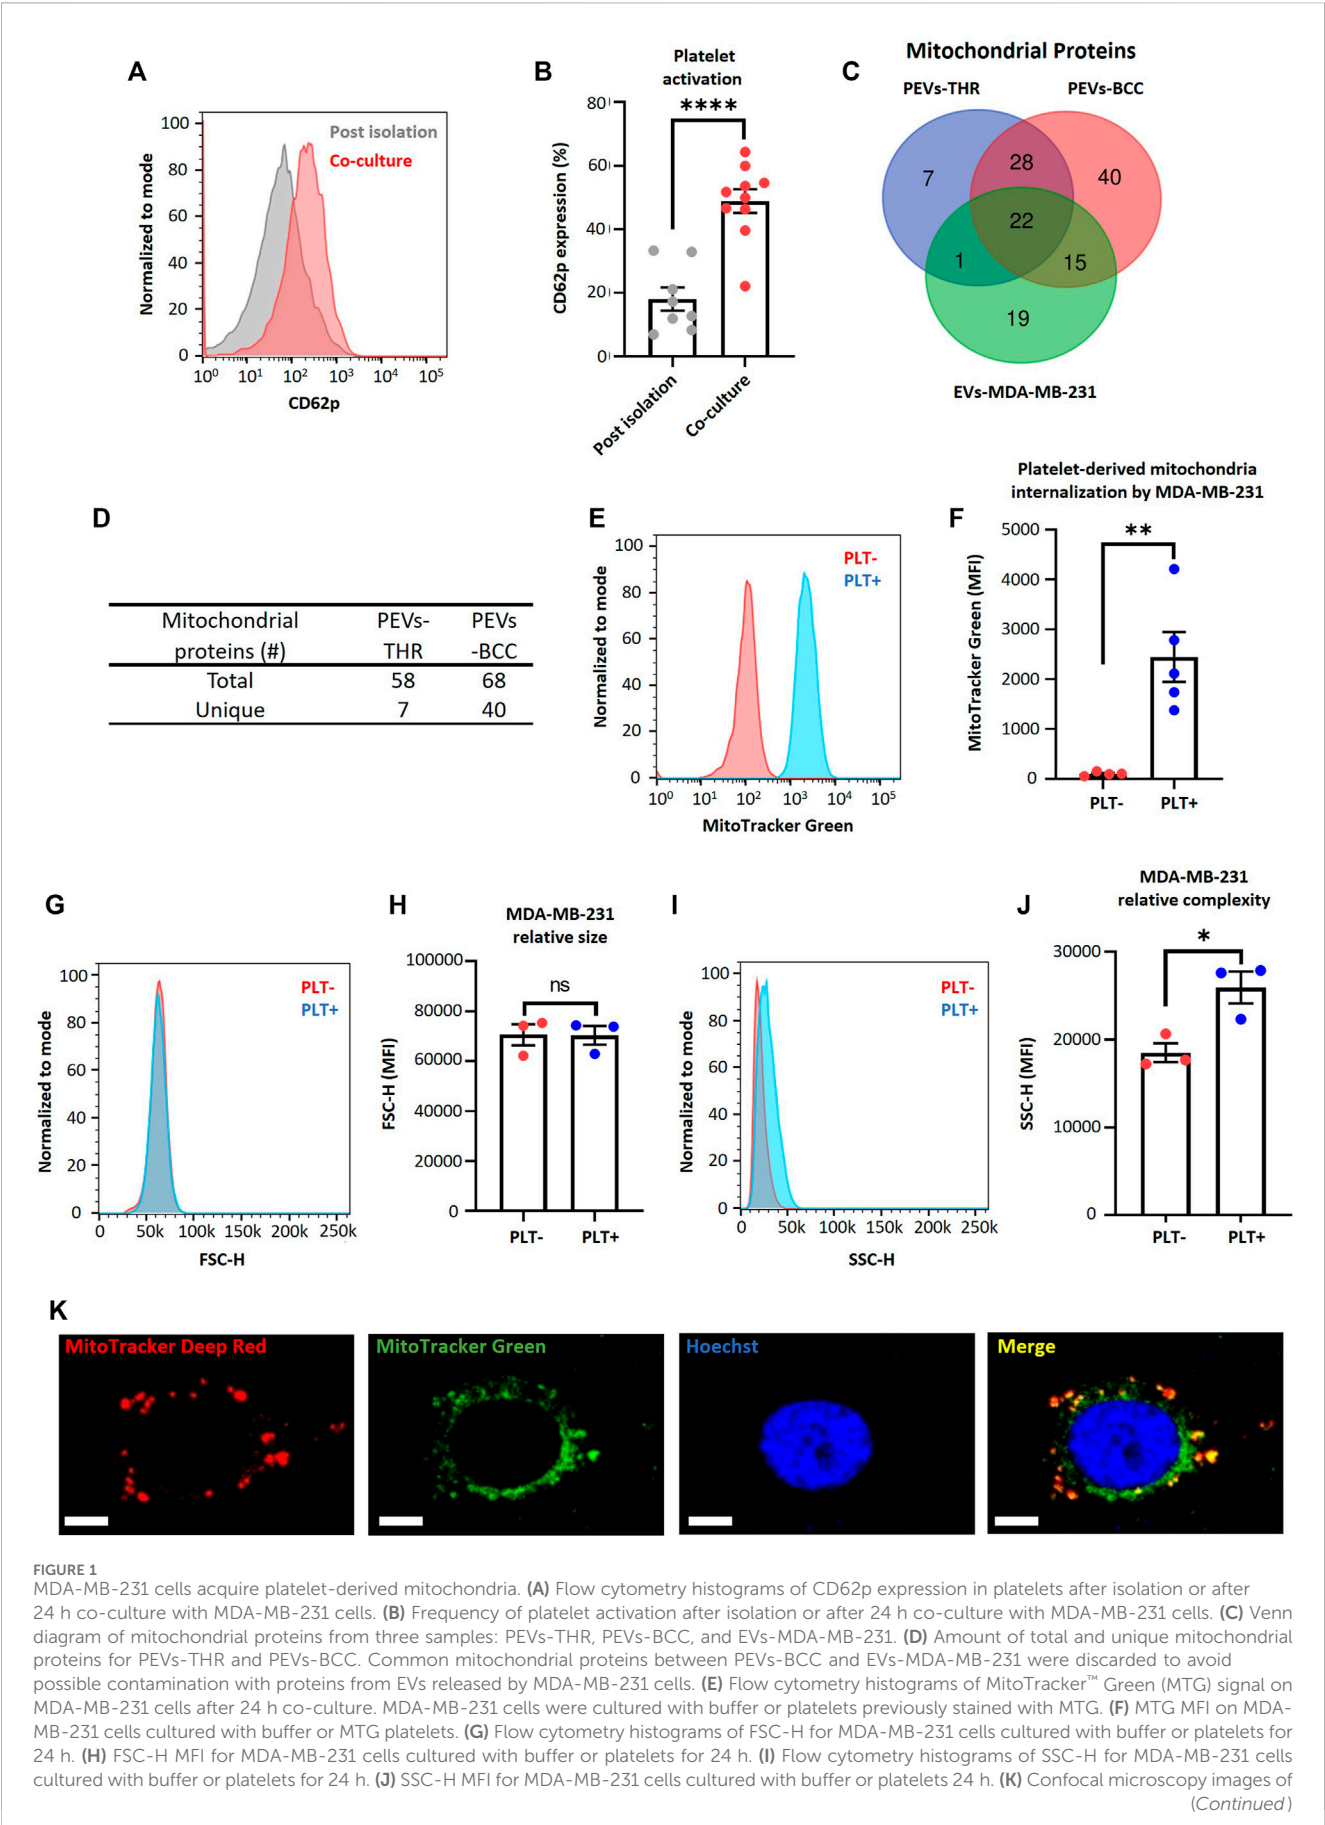 A
Post isolation
Co-culture
Normalized to mode
100
80
60
40
20
0
10⁰ 10¹ 10² 10³ 10⁴ 10⁵
CD62p
B
Platelet
activation
****
CD62p expression (%)
80
60
40
20
0
Post isolation
Co-culture
C
Mitochondrial Proteins
PEVs-THR PEVs-BCC
7 28 40
22
1 15
19
EVs-MDA-MB-231
D
Mitochondrial PEVs- PEVs
proteins (#) THR -BCC
Total 58 68
Unique 7 40
E
PLT-
PLT+
Normalized to mode
100
80
60
40
20
0
10⁰ 10¹ 10² 10³ 10⁴ 10⁵
MitoTracker Green
F
Platelet-derived mitochondria
internalization by MDA-MB-231
**
MitoTracker Green (MFI)
5000
4000
3000
2000
1000
0
PLT- PLT+
G
PLT-
PLT+
Normalized to mode
100
80
60
40
20
0
0 50k 100k 150k 200k 250k
FSC-H
H
MDA-MB-231
relative size
ns
FSC-H (MFI)
100000
80000
60000
40000
20000
0
PLT- PLT+
I
PLT-
PLT+
Normalized to mode
100
80
60
40
20
0
0 50k 100k 150k 200k 250k
SSC-H
J
MDA-MB-231
relative complexity
*
SSC-H (MFI)
30000
20000
10000
0
PLT- PLT+
K
MitoTracker Deep Red MitoTracker Green Hoechst Merge
FIGURE 1
MDA-MB-231 cells acquire platelet-derived mitochondria. (A) Flow cytometry histograms of CD62p expression in platelets after isolation or after
24 h co-culture with MDA-MB-231 cells. (B) Frequency of platelet activation after isolation or after 24 h co-culture with MDA-MB-231 cells. (C) Venn
diagram of mitochondrial proteins from three samples: PEVs-THR, PEVs-BCC, and EVs-MDA-MB-231. (D) Amount of total and unique mitochondrial
proteins for PEVs-THR and PEVs-BCC. Common mitochondrial proteins between PEVs-BCC and EVs-MDA-MB-231 were discarded to avoid
possible contamination with proteins from EVs released by MDA-MB-231 cells. (E) Flow cytometry histograms of MitoTracker™ Green (MTG) signal on
MDA-MB-231 cells after 24 h co-culture. MDA-MB-231 cells were cultured with buffer or platelets previously stained with MTG. (F) MTG MFI on MDA-
MB-231 cells cultured with buffer or MTG platelets. (G) Flow cytometry histograms of FSC-H for MDA-MB-231 cells cultured with buffer or platelets for
24 h. (H) FSC-H MFI for MDA-MB-231 cells cultured with buffer or platelets for 24 h. (I) Flow cytometry histograms of SSC-H for MDA-MB-231 cells
cultured with buffer or platelets for 24 h. (J) SSC-H MFI for MDA-MB-231 cells cultured with buffer or platelets 24 h. (K) Confocal microscopy images of
(Continued)